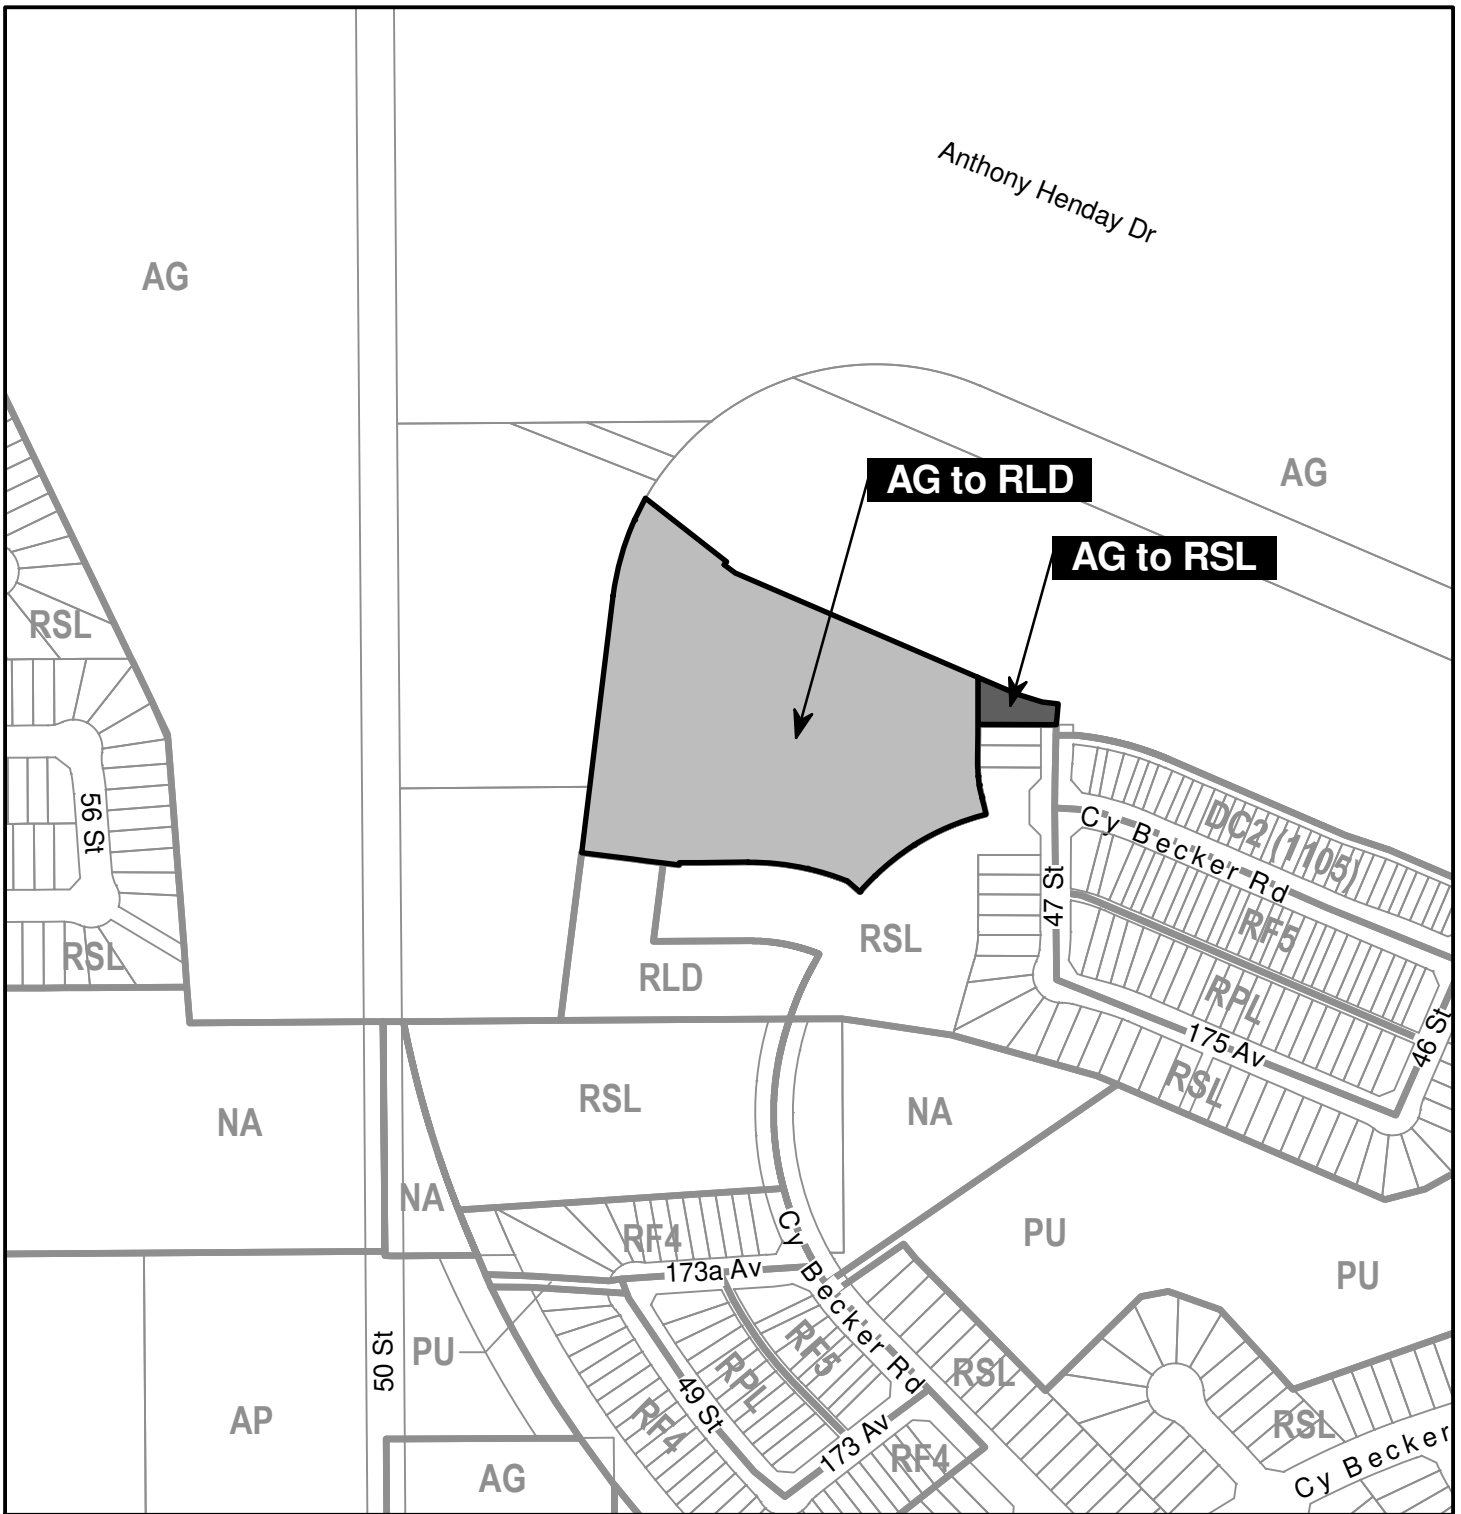 Anthony Henday Dr
AG
AG
AG to RLD
AG to RSL
RSL
56 St
DC2 (1105)
Cy Becker Rd
47 St
RSL
RF5
RSL
RLD
RPL
46 St
175 Av
RSL
RSL
NA
NA
NA
RF4
Cy Becker Rd
PU
173a Av
PU
50 St
PU
RF5
RPL
RSL
49 St
RF4
AP
RSL
173 Av
RF4
Cy Becker
AG